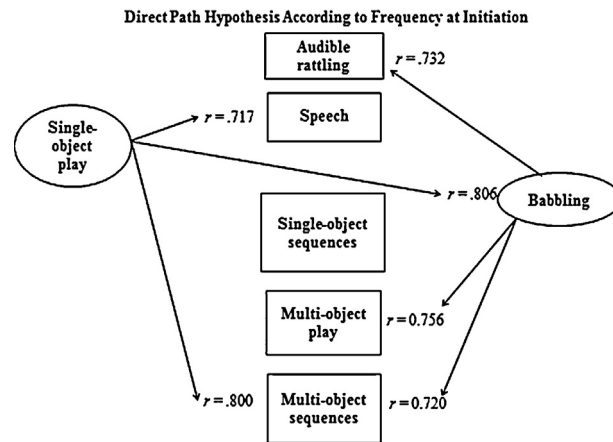 Direct Path Hypothesis According to Frequency at Initiation
Audible
rattling
r = .732
Single-
object
play
r = .717
Speech
r = .806
Babbling
Single-object
sequences
Multi-object
play
r = 0.756
r = .800
Multi-object
sequences
r = 0.720